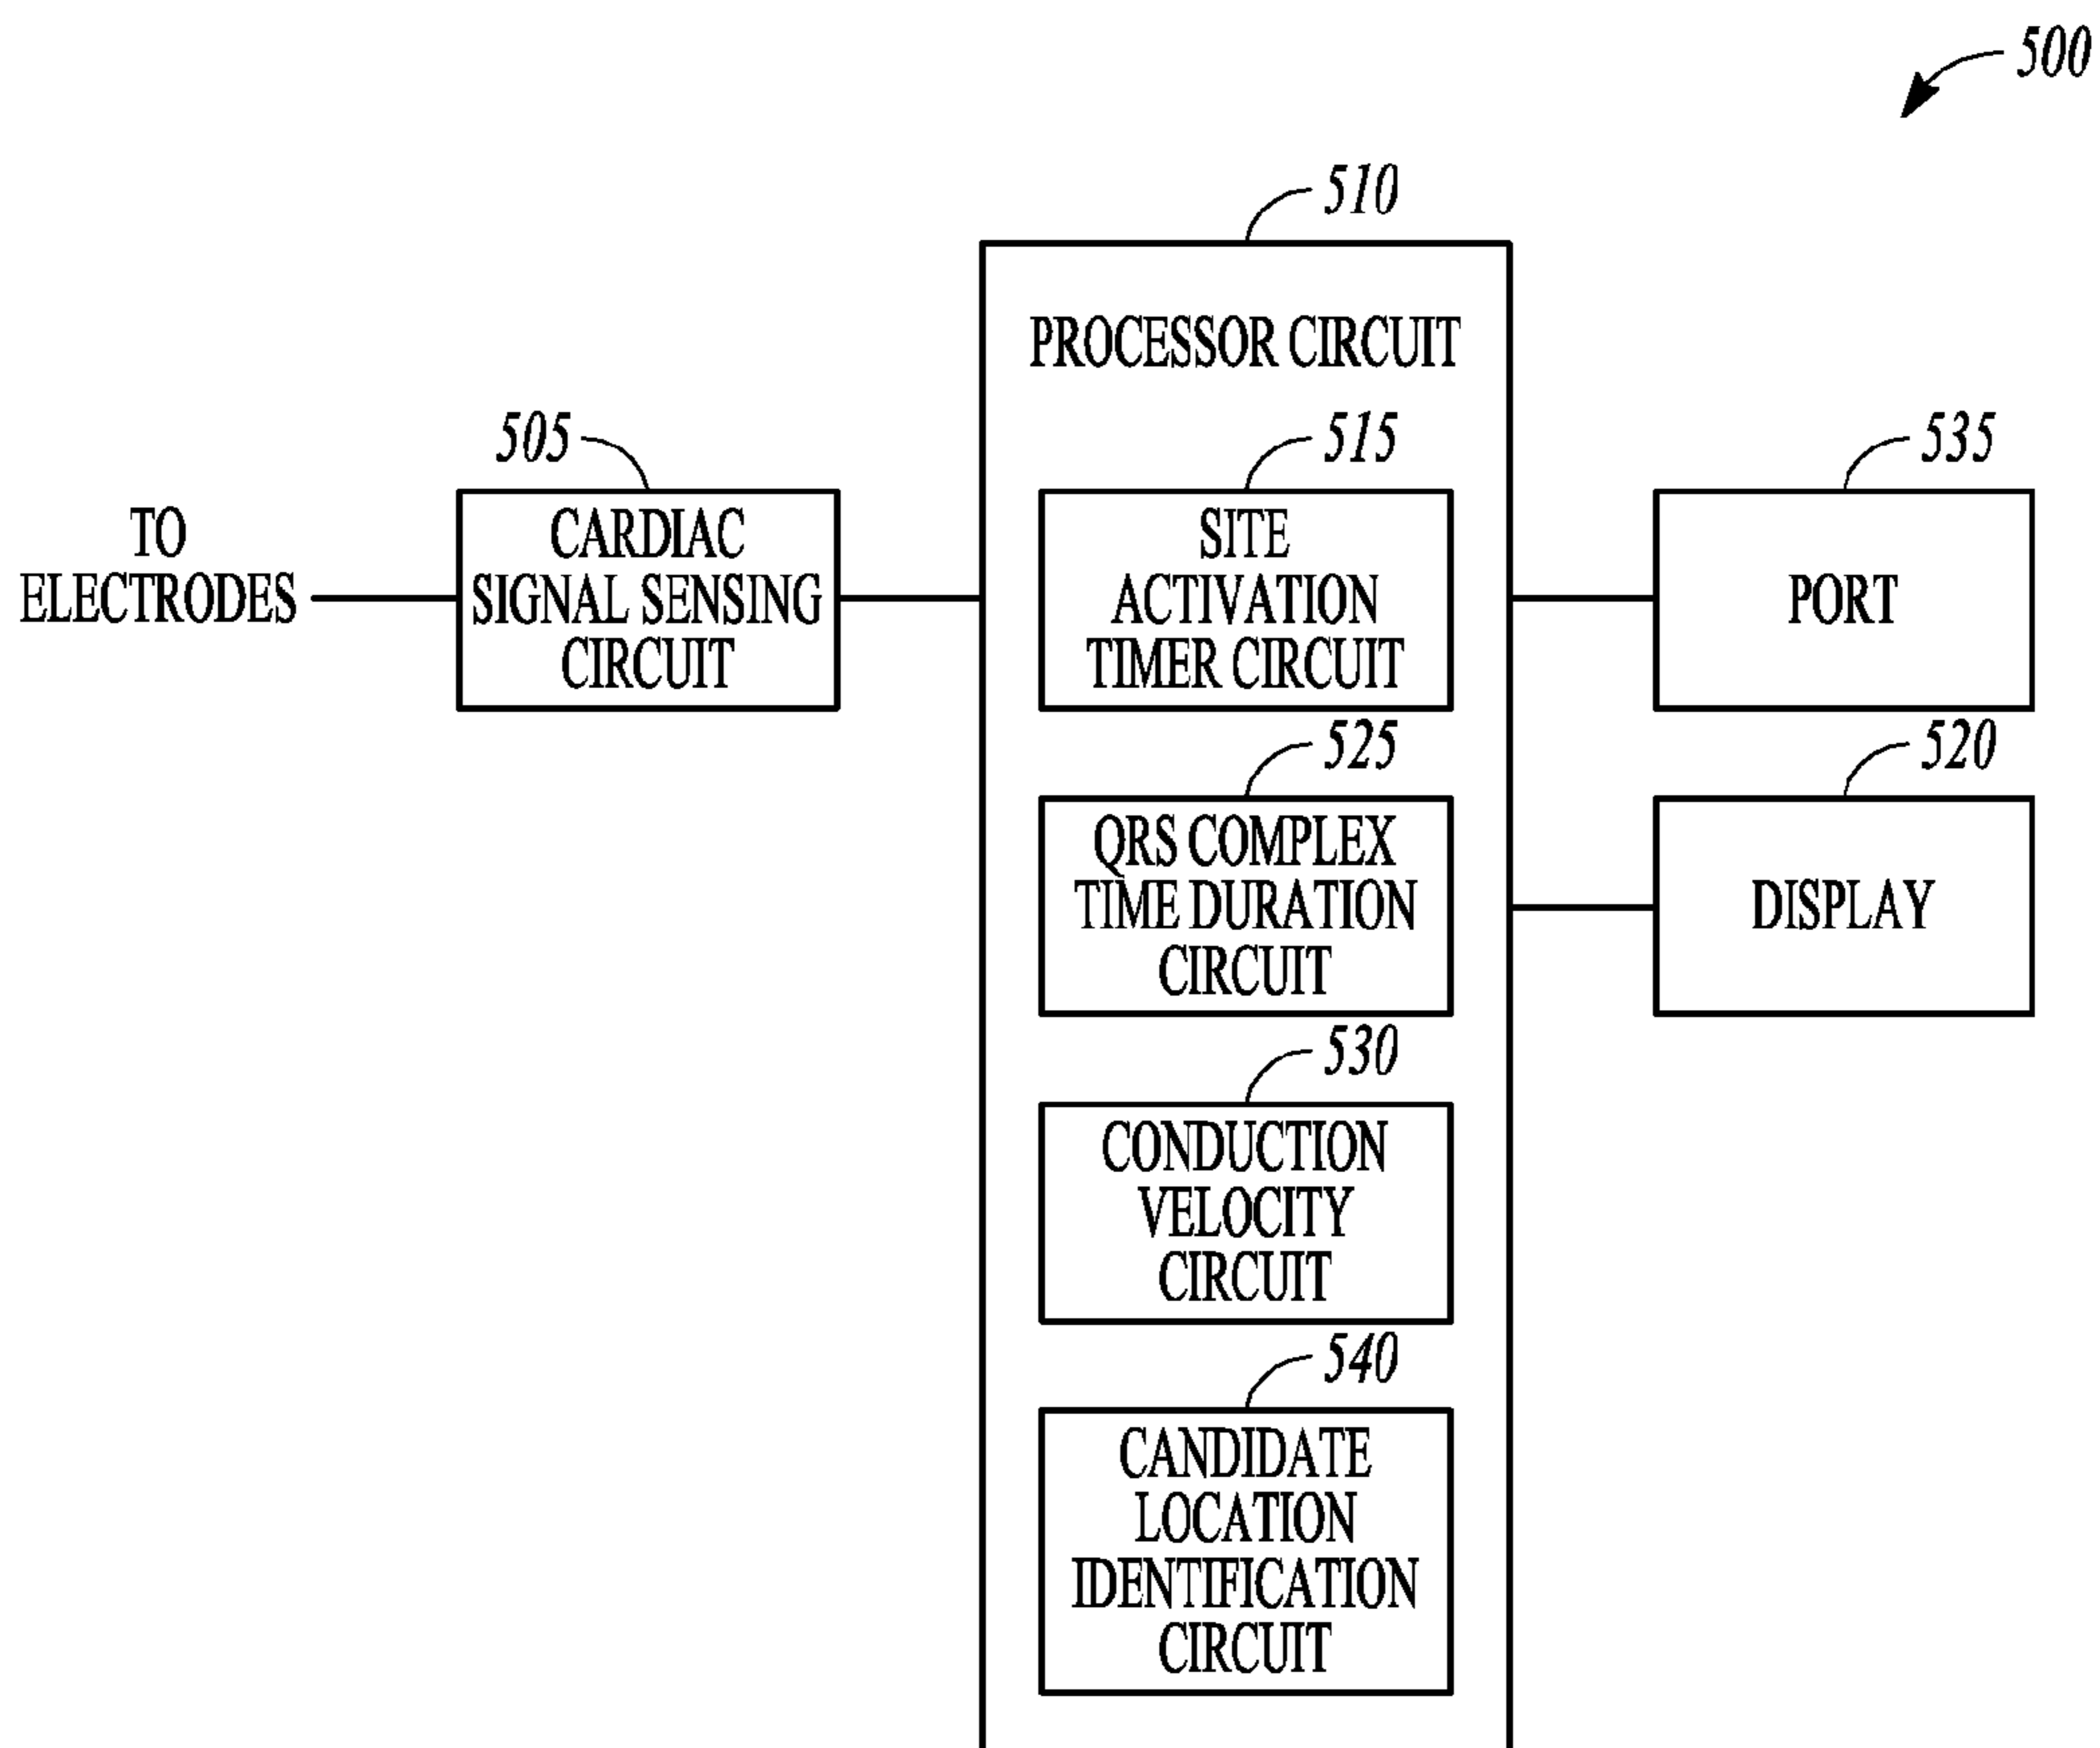 500
510
PROCESSOR CIRCUIT
505
515
535
TO
ELECTRODES
CARDIAC
SIGNAL SENSING
CIRCUIT
SITE
ACTIVATION
TIMER CIRCUIT
PORT
525
520
QRS COMPLEX
TIME DURATION
CIRCUIT
DISPLAY
530
CONDUCTION
VELOCITY
CIRCUIT
540
CANDIDATE
LOCATION
IDENTIFICATION
CIRCUIT